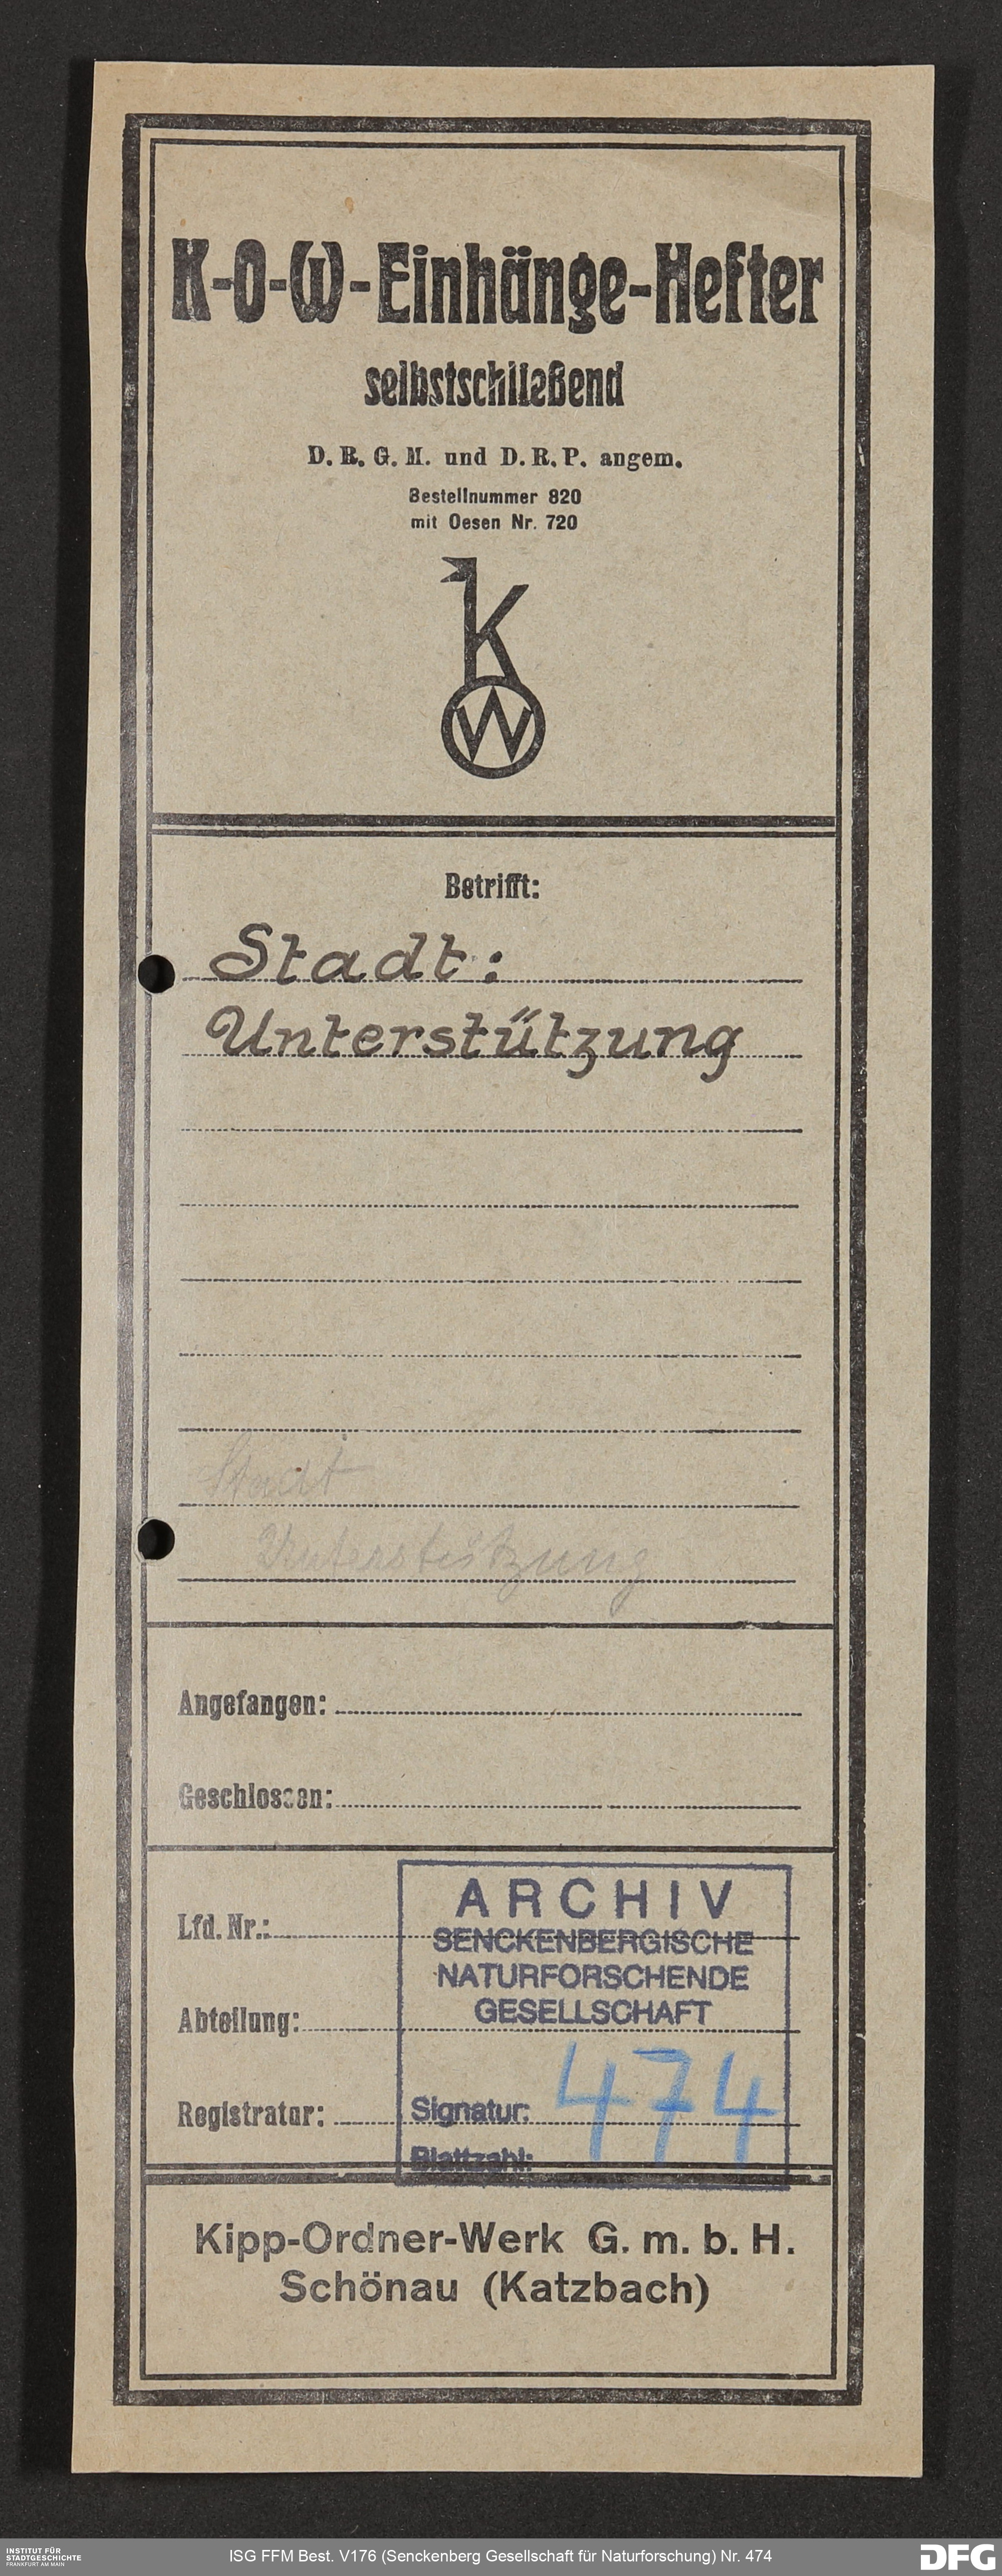 K-O-W-Einhänge-Hefter
selbstschließend
D. R. G. M. und D. R. P. angem.
Bestellnummer 820
mit Oesen Nr. 720
K
W
Betrifft:
Stadt:
Unterstützung
Stadt
Unterstützung
Angefangen:
Geschlossen:
Lfd. Nr.:
Abteilung:
Registratur:
ARCHIV
SENCKENBERGISCHE
NATURFORSCHENDE
GESELLSCHAFT
Signatur: 474
Blattzahl:
Kipp-Ordner-Werk G. m. b. H.
Schönau (Katzbach)
INSTITUT FÜR
STADTGESCHICHTE
FRANKFURT AM MAIN
ISG FFM Best. V176 (Senckenberg Gesellschaft für Naturforschung) Nr. 474
DFG